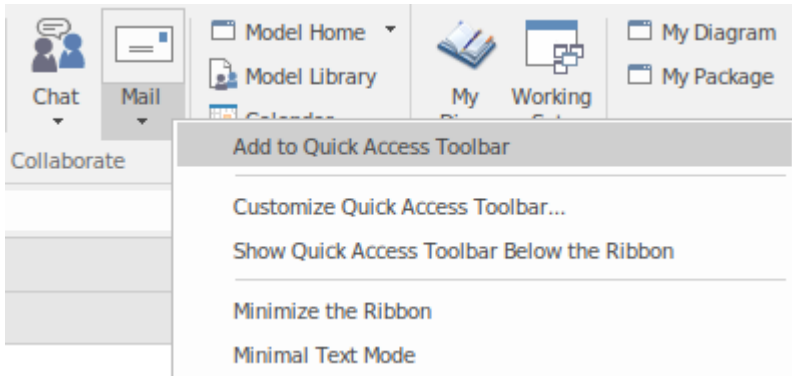 Model Home
My Diagram
Model Library
My Package
Chat
Mail
My
Working
Calendar
Collaborate
Add to Quick Access Toolbar
Customize Quick Access Toolbar...
Show Quick Access Toolbar Below the Ribbon
Minimize the Ribbon
Minimal Text Mode